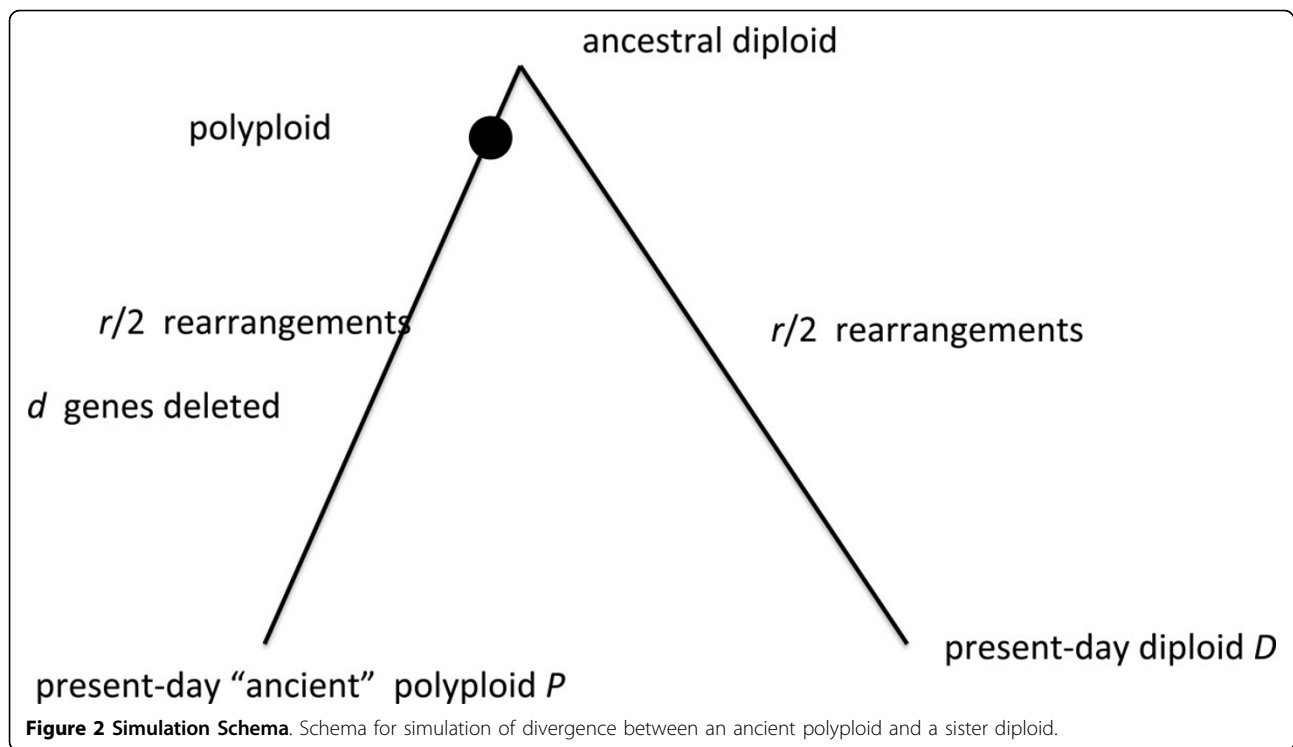 ancestral diploid
polyploid
r/2 rearrangements
r/2 rearrangements
d genes deleted
present-day diploid D
present-day “ancient” polyploid P
Figure 2 Simulation Schema. Schema for simulation of divergence between an ancient polyploid and a sister diploid.